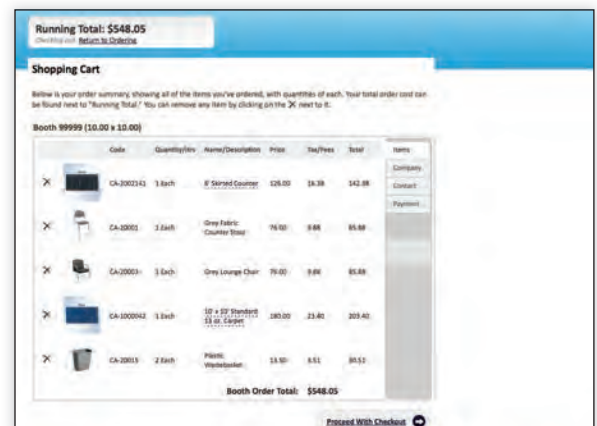 Running Total: $548.05
Checking out Return to Ordering
Shopping Cart
Below is your order summary, showing all of the items you've ordered, with quantities of each. Your total order cost can
be found next to "Running Total." You can remove any item by clicking on the X next to it.
Booth 99999 (10.00 x 10.00)
Code Quantity/Hrs Name/Description Price Tax/Fees Total
Items
Company
Contact
Payment
X CA-2002141 1 Each 8' Skirted Counter 126.00 16.38 142.38
X CA-20001 1 Each Grey Fabric
Counter Stool 76.00 9.88 85.88
X CA-20003 1 Each Grey Lounge Chair 76.00 9.88 85.88
X CA-1000042 1 Each 10' x 10' Standard
13 oz. Carpet 180.00 23.40 203.40
X CA-20015 2 Each Plastic
Wastebasket 13.50 3.51 30.51
Booth Order Total: $548.05
Proceed With Checkout